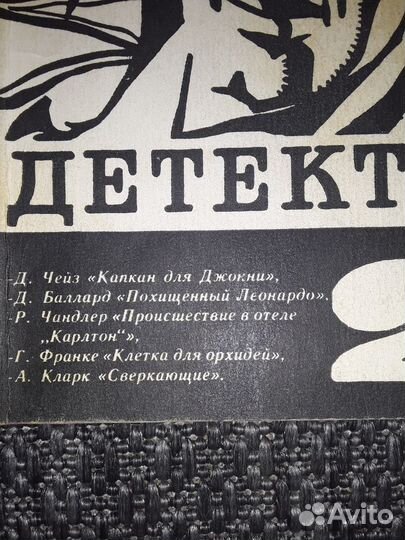 ДЕТЕКТ
-Д. Чейз «Капкан для Джокни»,
-Д. Баллард «Похищенный Леонардо»,
-Р. Чандлер «Происшествие в отеле
„Карлтон“»,
-Г. Франке «Клетка для орхидей»,
-А. Кларк «Сверкающие».
2
Avito